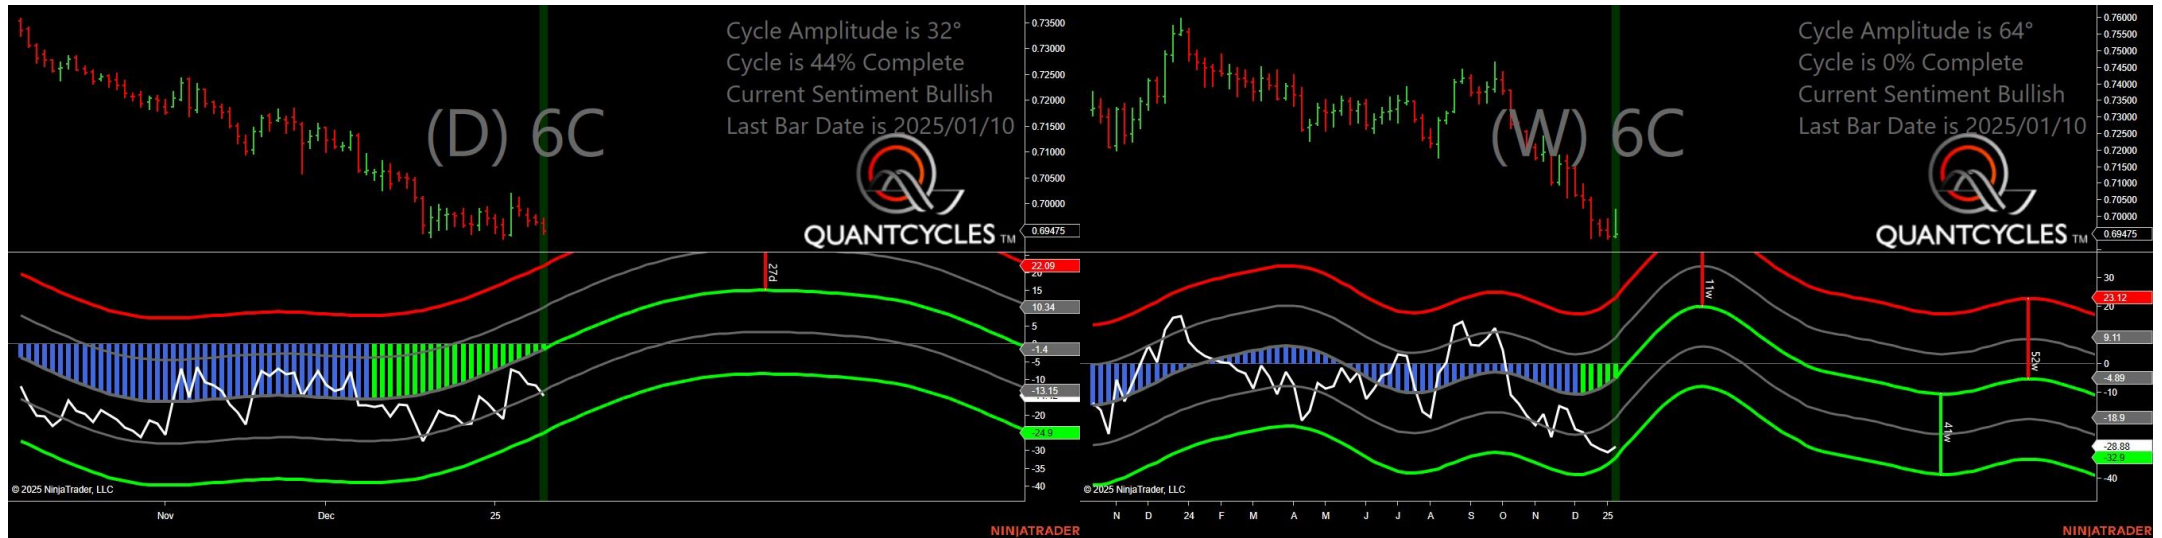 Cycle Amplitude is 32°
Cycle is 44% Complete
Current Sentiment Bullish
Last Bar Date is 2025/01/10
(D) 6C
QUANTCYCLES TM
0.73500
0.73000
0.72500
0.72000
0.71500
0.71000
0.70500
0.70000
0.69475
27d
22.09
20
15
10.34
5
-1.4
-5
-10
-13.15
-20
-24.9
-30
-35
-40
© 2025 NinjaTrader, LLC
Nov
Dec
25
NINJATRADER
Cycle Amplitude is 64°
Cycle is 0% Complete
Current Sentiment Bullish
Last Bar Date is 2025/01/10
(W) 6C
QUANTCYCLES TM
0.76000
0.75500
0.75000
0.74500
0.74000
0.73500
0.73000
0.72500
0.72000
0.71500
0.71000
0.70500
0.70000
0.69475
11w
52w
41w
30
23.12
20
9.11
0
-4.89
-10
-18.9
-28.88
-32.9
-40
© 2025 NinjaTrader, LLC
N D 24 F M A M J J A S O N D 25
NINJATRADER